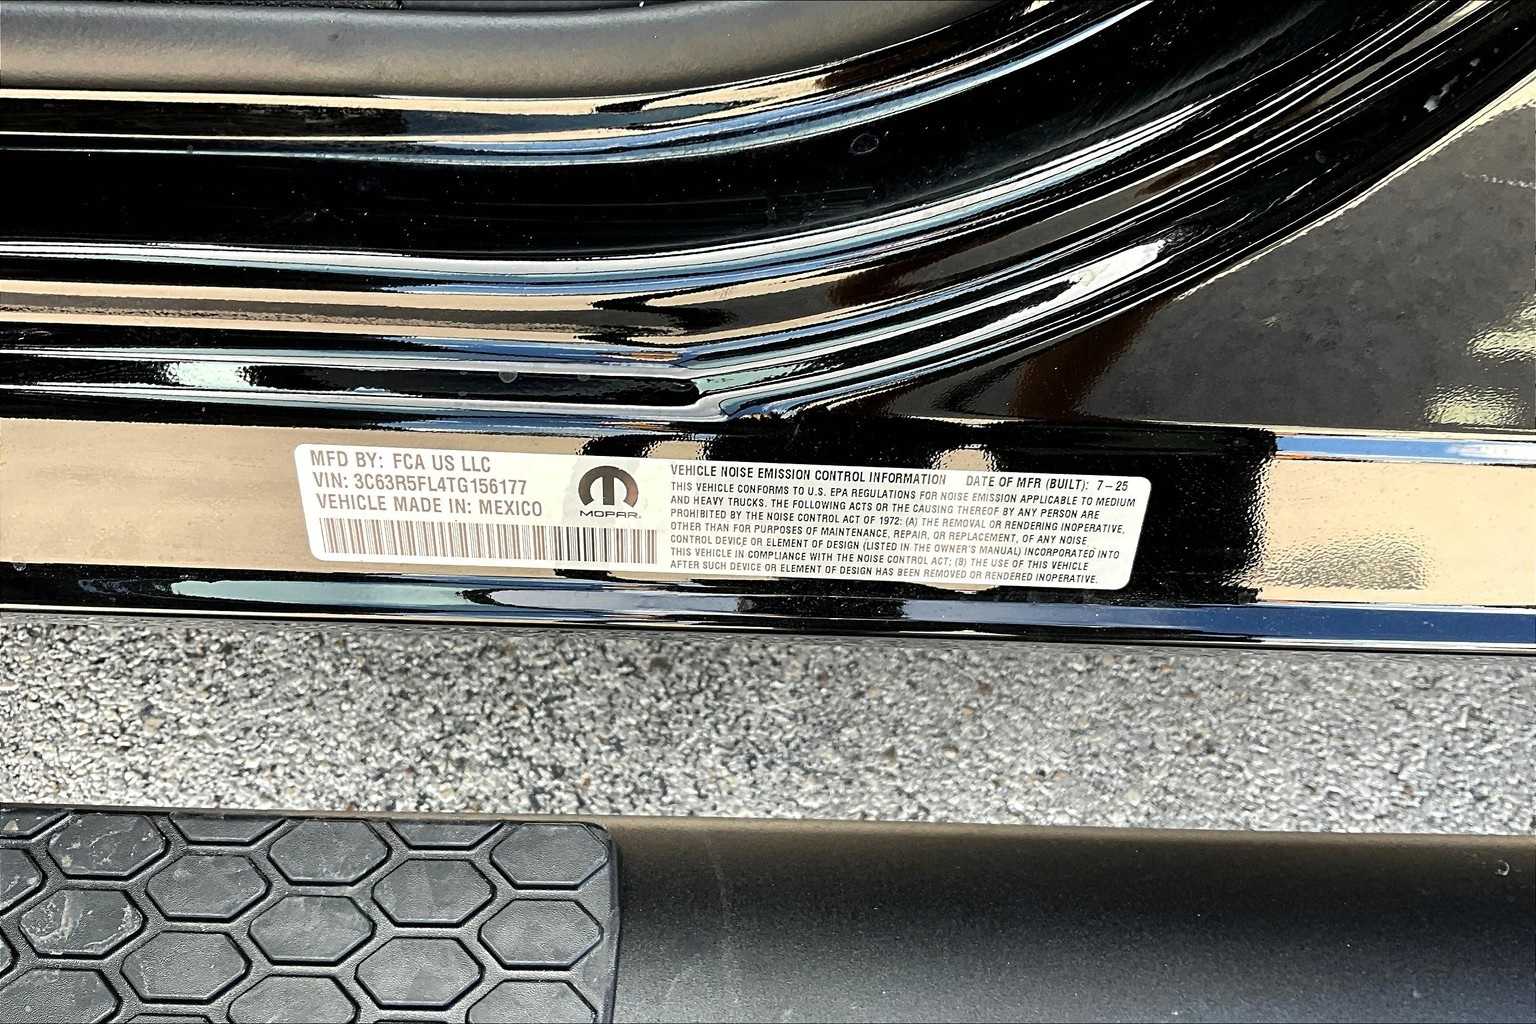 MFD BY: FCA US LLC
VIN: 3C63R5FL4TG156177
VEHICLE MADE IN: MEXICO
MOPAR
VEHICLE NOISE EMISSION CONTROL INFORMATION DATE OF MFR (BUILT): 7-25
THIS VEHICLE CONFORMS TO U.S. EPA REGULATIONS FOR NOISE EMISSION APPLICABLE TO MEDIUM
AND HEAVY TRUCKS. THE FOLLOWING ACTS OR THE CAUSING THEREOF BY ANY PERSON ARE
PROHIBITED BY THE NOISE CONTROL ACT OF 1972: (A) THE REMOVAL OR RENDERING INOPERATIVE,
OTHER THAN FOR PURPOSES OF MAINTENANCE, REPAIR, OR REPLACEMENT, OF ANY NOISE
CONTROL DEVICE OR ELEMENT OF DESIGN (LISTED IN THE OWNER'S MANUAL) INCORPORATED INTO
THIS VEHICLE IN COMPLIANCE WITH THE NOISE CONTROL ACT; (B) THE USE OF THIS VEHICLE
AFTER SUCH DEVICE OR ELEMENT OF DESIGN HAS BEEN REMOVED OR RENDERED INOPERATIVE.